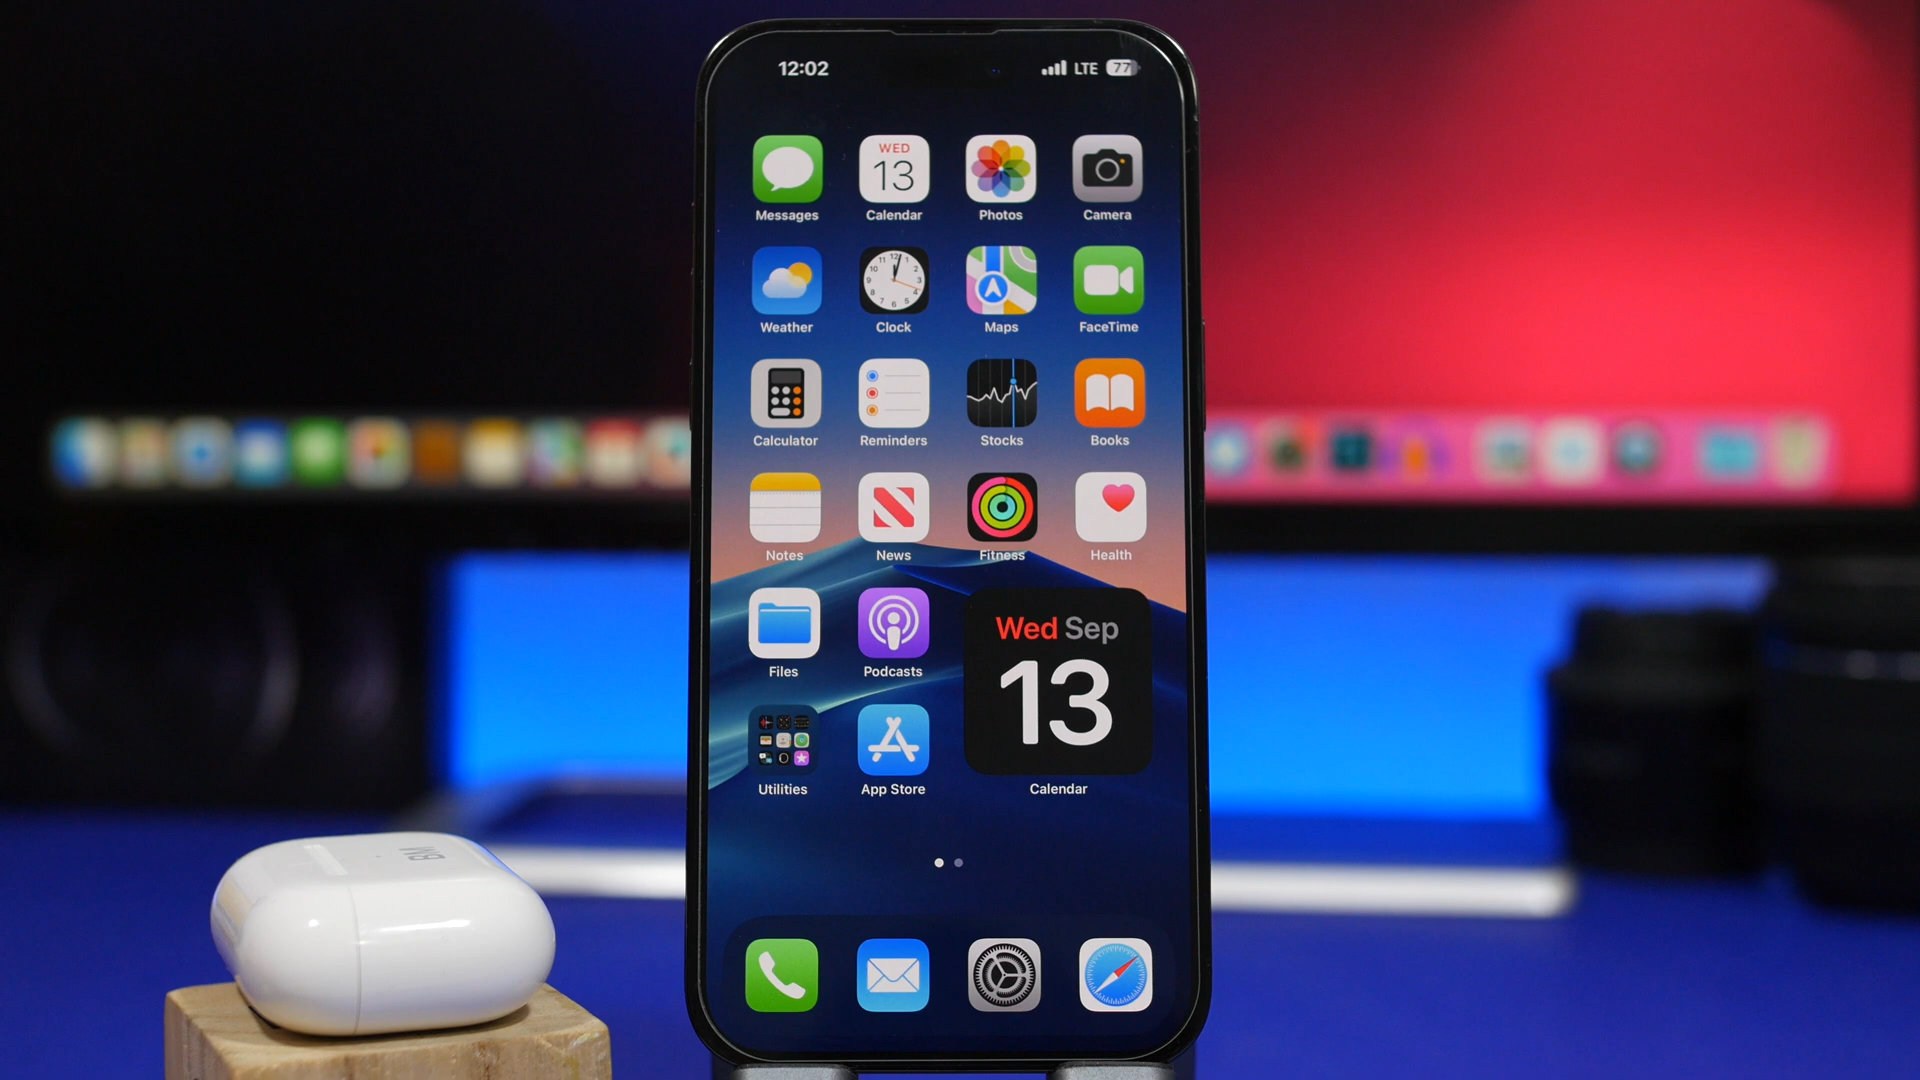 12:02 LTE 77
WED
13
Messages Calendar Photos Camera
Weather Clock Maps FaceTime
Calculator Reminders Stocks Books
Notes News Fitness Health
Wed Sep
13
Files Podcasts
Utilities App Store Calendar
BM